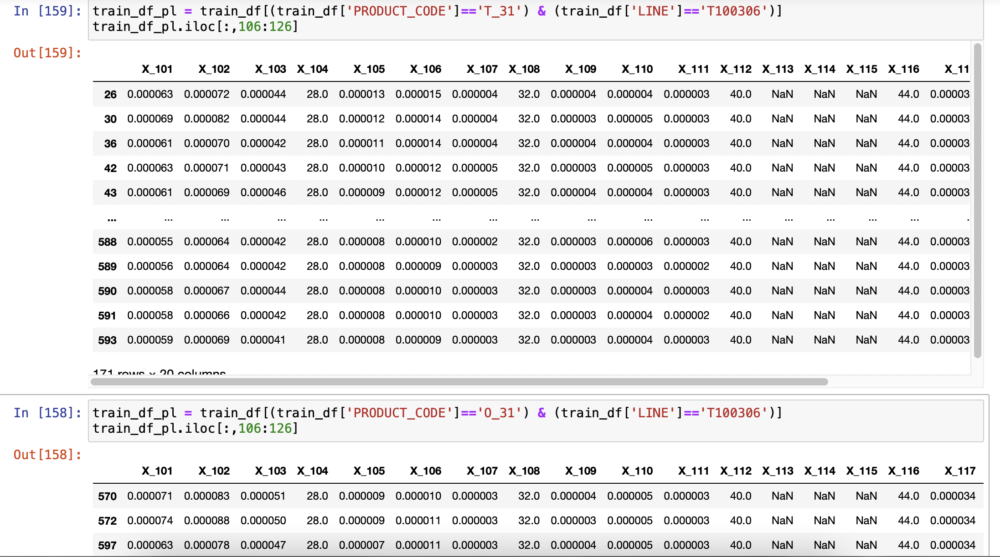 In [159]: train_df_pl = train_df[(train_df['PRODUCT_CODE']=='T_31') & (train_df['LINE']=='T100306')]
train_df_pl.iloc[:,106:126]
Out[159]:
X_101 X_102 X_103 X_104 X_105 X_106 X_107 X_108 X_109 X_110 X_111 X_112 X_113 X_114 X_115 X_116 X_11
26 0.000063 0.000072 0.000044 28.0 0.000013 0.000015 0.000004 32.0 0.000004 0.000004 0.000003 40.0 NaN NaN NaN 44.0 0.00003
30 0.000069 0.000082 0.000044 28.0 0.000012 0.000014 0.000004 32.0 0.000003 0.000005 0.000003 40.0 NaN NaN NaN 44.0 0.00003
36 0.000061 0.000070 0.000042 28.0 0.000011 0.000014 0.000004 32.0 0.000004 0.000004 0.000003 40.0 NaN NaN NaN 44.0 0.00003
42 0.000063 0.000071 0.000043 28.0 0.000010 0.000012 0.000005 32.0 0.000003 0.000005 0.000003 40.0 NaN NaN NaN 44.0 0.00003
43 0.000061 0.000069 0.000046 28.0 0.000009 0.000012 0.000005 32.0 0.000004 0.000004 0.000003 40.0 NaN NaN NaN 44.0 0.00003
... ... ... ... ... ... ... ... ... ... ... ... ... ... ... ... ... .
588 0.000055 0.000064 0.000042 28.0 0.000008 0.000010 0.000002 32.0 0.000003 0.000006 0.000003 40.0 NaN NaN NaN 44.0 0.00003
589 0.000056 0.000064 0.000042 28.0 0.000008 0.000009 0.000003 32.0 0.000003 0.000003 0.000002 40.0 NaN NaN NaN 44.0 0.00003
590 0.000058 0.000067 0.000044 28.0 0.000008 0.000010 0.000003 32.0 0.000003 0.000004 0.000003 40.0 NaN NaN NaN 44.0 0.00003
591 0.000058 0.000066 0.000042 28.0 0.000008 0.000010 0.000003 32.0 0.000003 0.000004 0.000002 40.0 NaN NaN NaN 44.0 0.00003
593 0.000059 0.000069 0.000041 28.0 0.000008 0.000009 0.000003 32.0 0.000003 0.000004 0.000003 40.0 NaN NaN NaN 44.0 0.00003
171 rows × 20 columns
In [158]: train_df_pl = train_df[(train_df['PRODUCT_CODE']=='O_31') & (train_df['LINE']=='T100306')]
train_df_pl.iloc[:,106:126]
Out[158]:
X_101 X_102 X_103 X_104 X_105 X_106 X_107 X_108 X_109 X_110 X_111 X_112 X_113 X_114 X_115 X_116 X_117
570 0.000071 0.000083 0.000051 28.0 0.000009 0.000010 0.000003 32.0 0.000004 0.000005 0.000003 40.0 NaN NaN NaN 44.0 0.000034
572 0.000074 0.000088 0.000050 28.0 0.000009 0.000011 0.000003 32.0 0.000003 0.000005 0.000003 40.0 NaN NaN NaN 44.0 0.000034
597 0.000063 0.000078 0.000047 28.0 0.000007 0.000011 0.000003 32.0 0.000004 0.000005 0.000003 40.0 NaN NaN NaN 44.0 0.000034